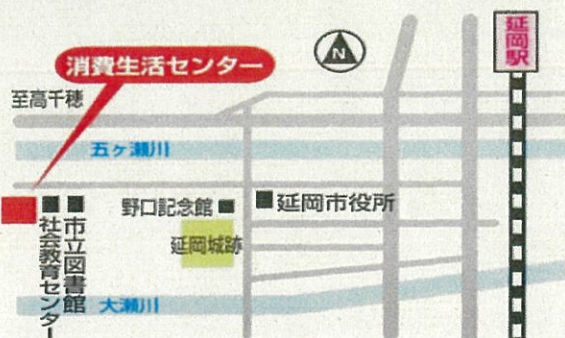 延岡駅
N
消費生活センター
至高千穂
五ヶ瀬川
野口記念館
延岡市役所
延岡城跡
市立図書館
社会教育センター
大瀬川